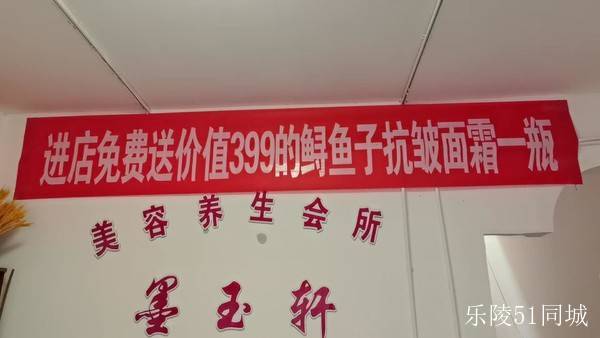 进店免费送价值399的鲟鱼子抗皱面霜一瓶
美容养生会所
墨玉轩
乐陵51同城